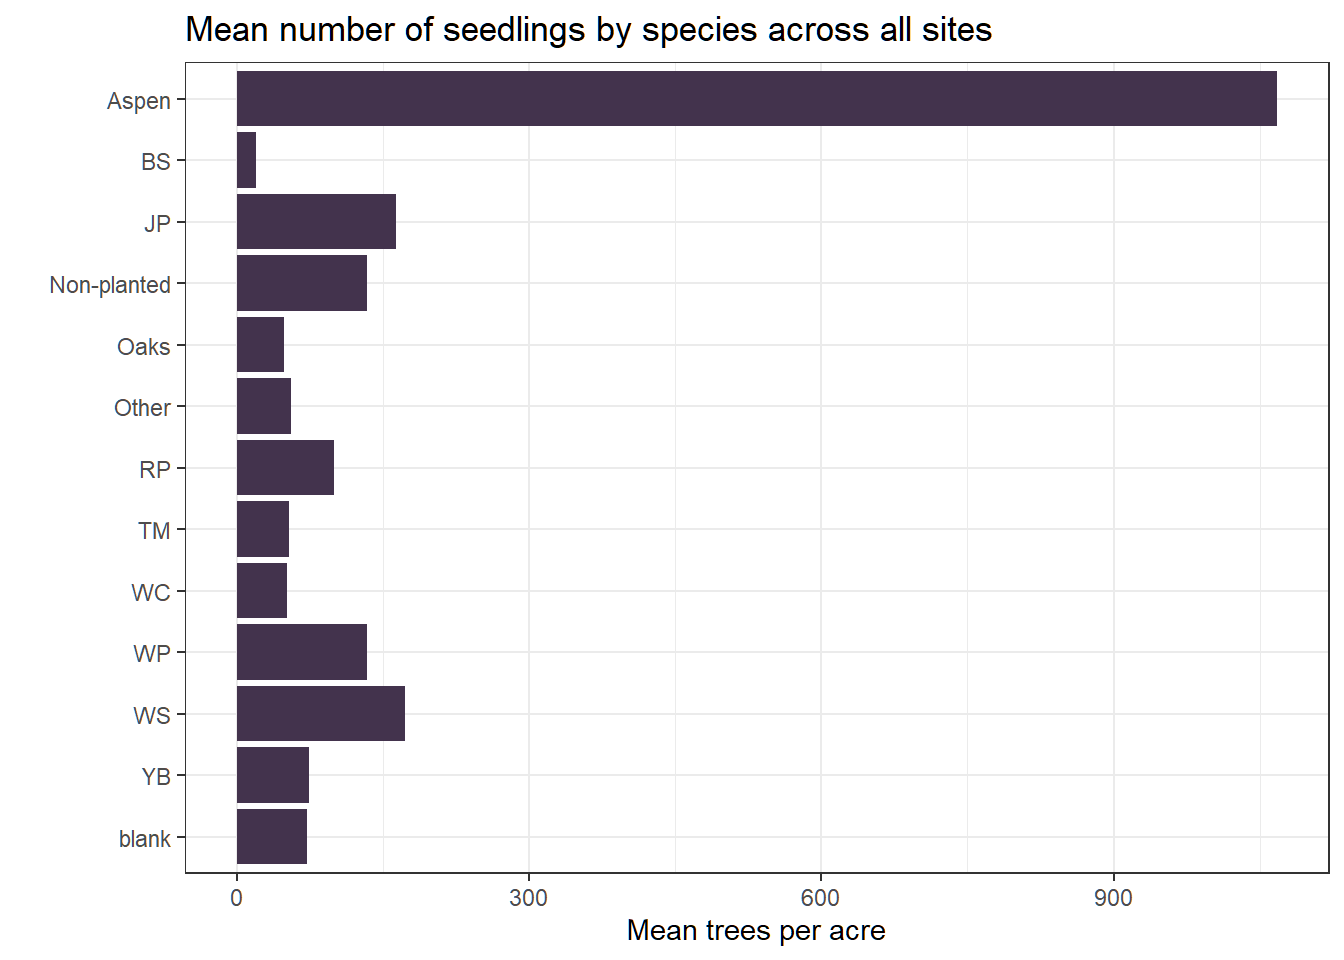 Mean number of seedlings by species across all sites
Aspen
BS
JP
Non-planted
Oaks
Other
RP
TM
WC
WP
WS
YB
blank
0 300 600 900
Mean trees per acre